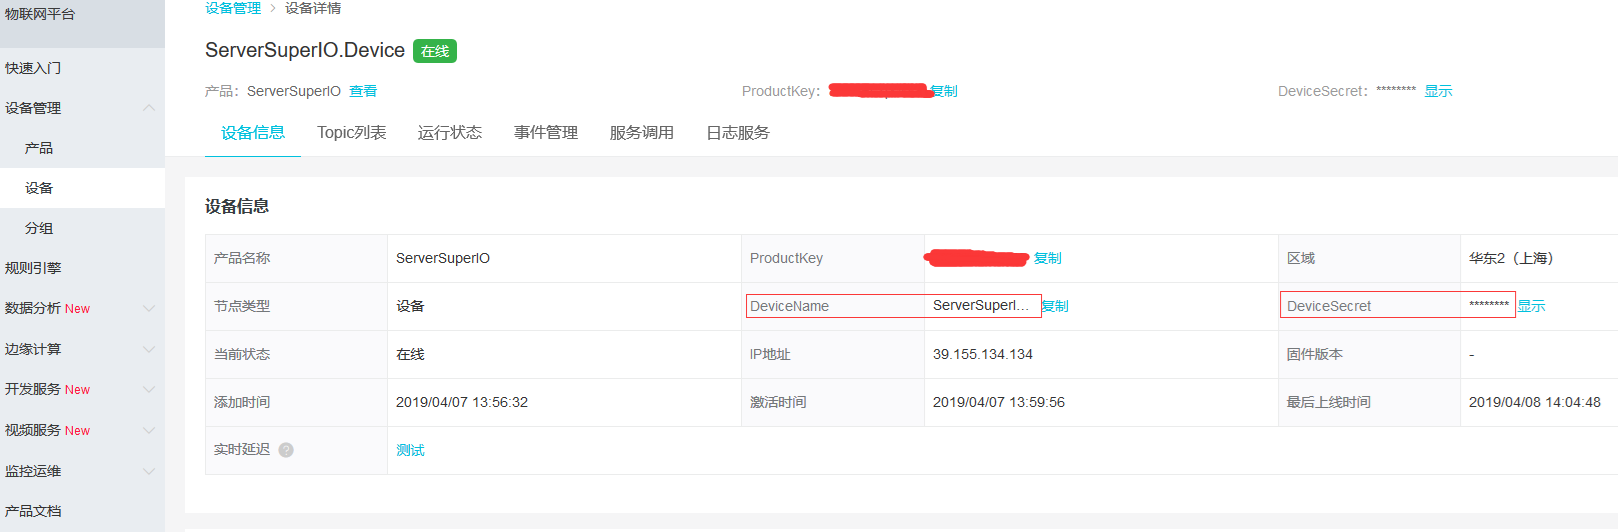 物联网平台
快速入门
设备管理
产品
设备
分组
规则引擎
数据分析 New
边缘计算
开发服务 New
视频服务 New
监控运维
产品文档
设备管理 > 设备详情
ServerSuperIO.Device 在线
产品：ServerSuperIO 查看 ProductKey： 复制 DeviceSecret：******** 显示
设备信息 Topic列表 运行状态 事件管理 服务调用 日志服务
设备信息
产品名称 ServerSuperIO ProductKey 复制 区域 华东2（上海）
节点类型 设备 DeviceName ServerSuperI... 复制 DeviceSecret ******** 显示
当前状态 在线 IP地址 39.155.134.134 固件版本 -
添加时间 2019/04/07 13:56:32 激活时间 2019/04/07 13:59:56 最后上线时间 2019/04/08 14:04:48
实时延迟 ? 测试